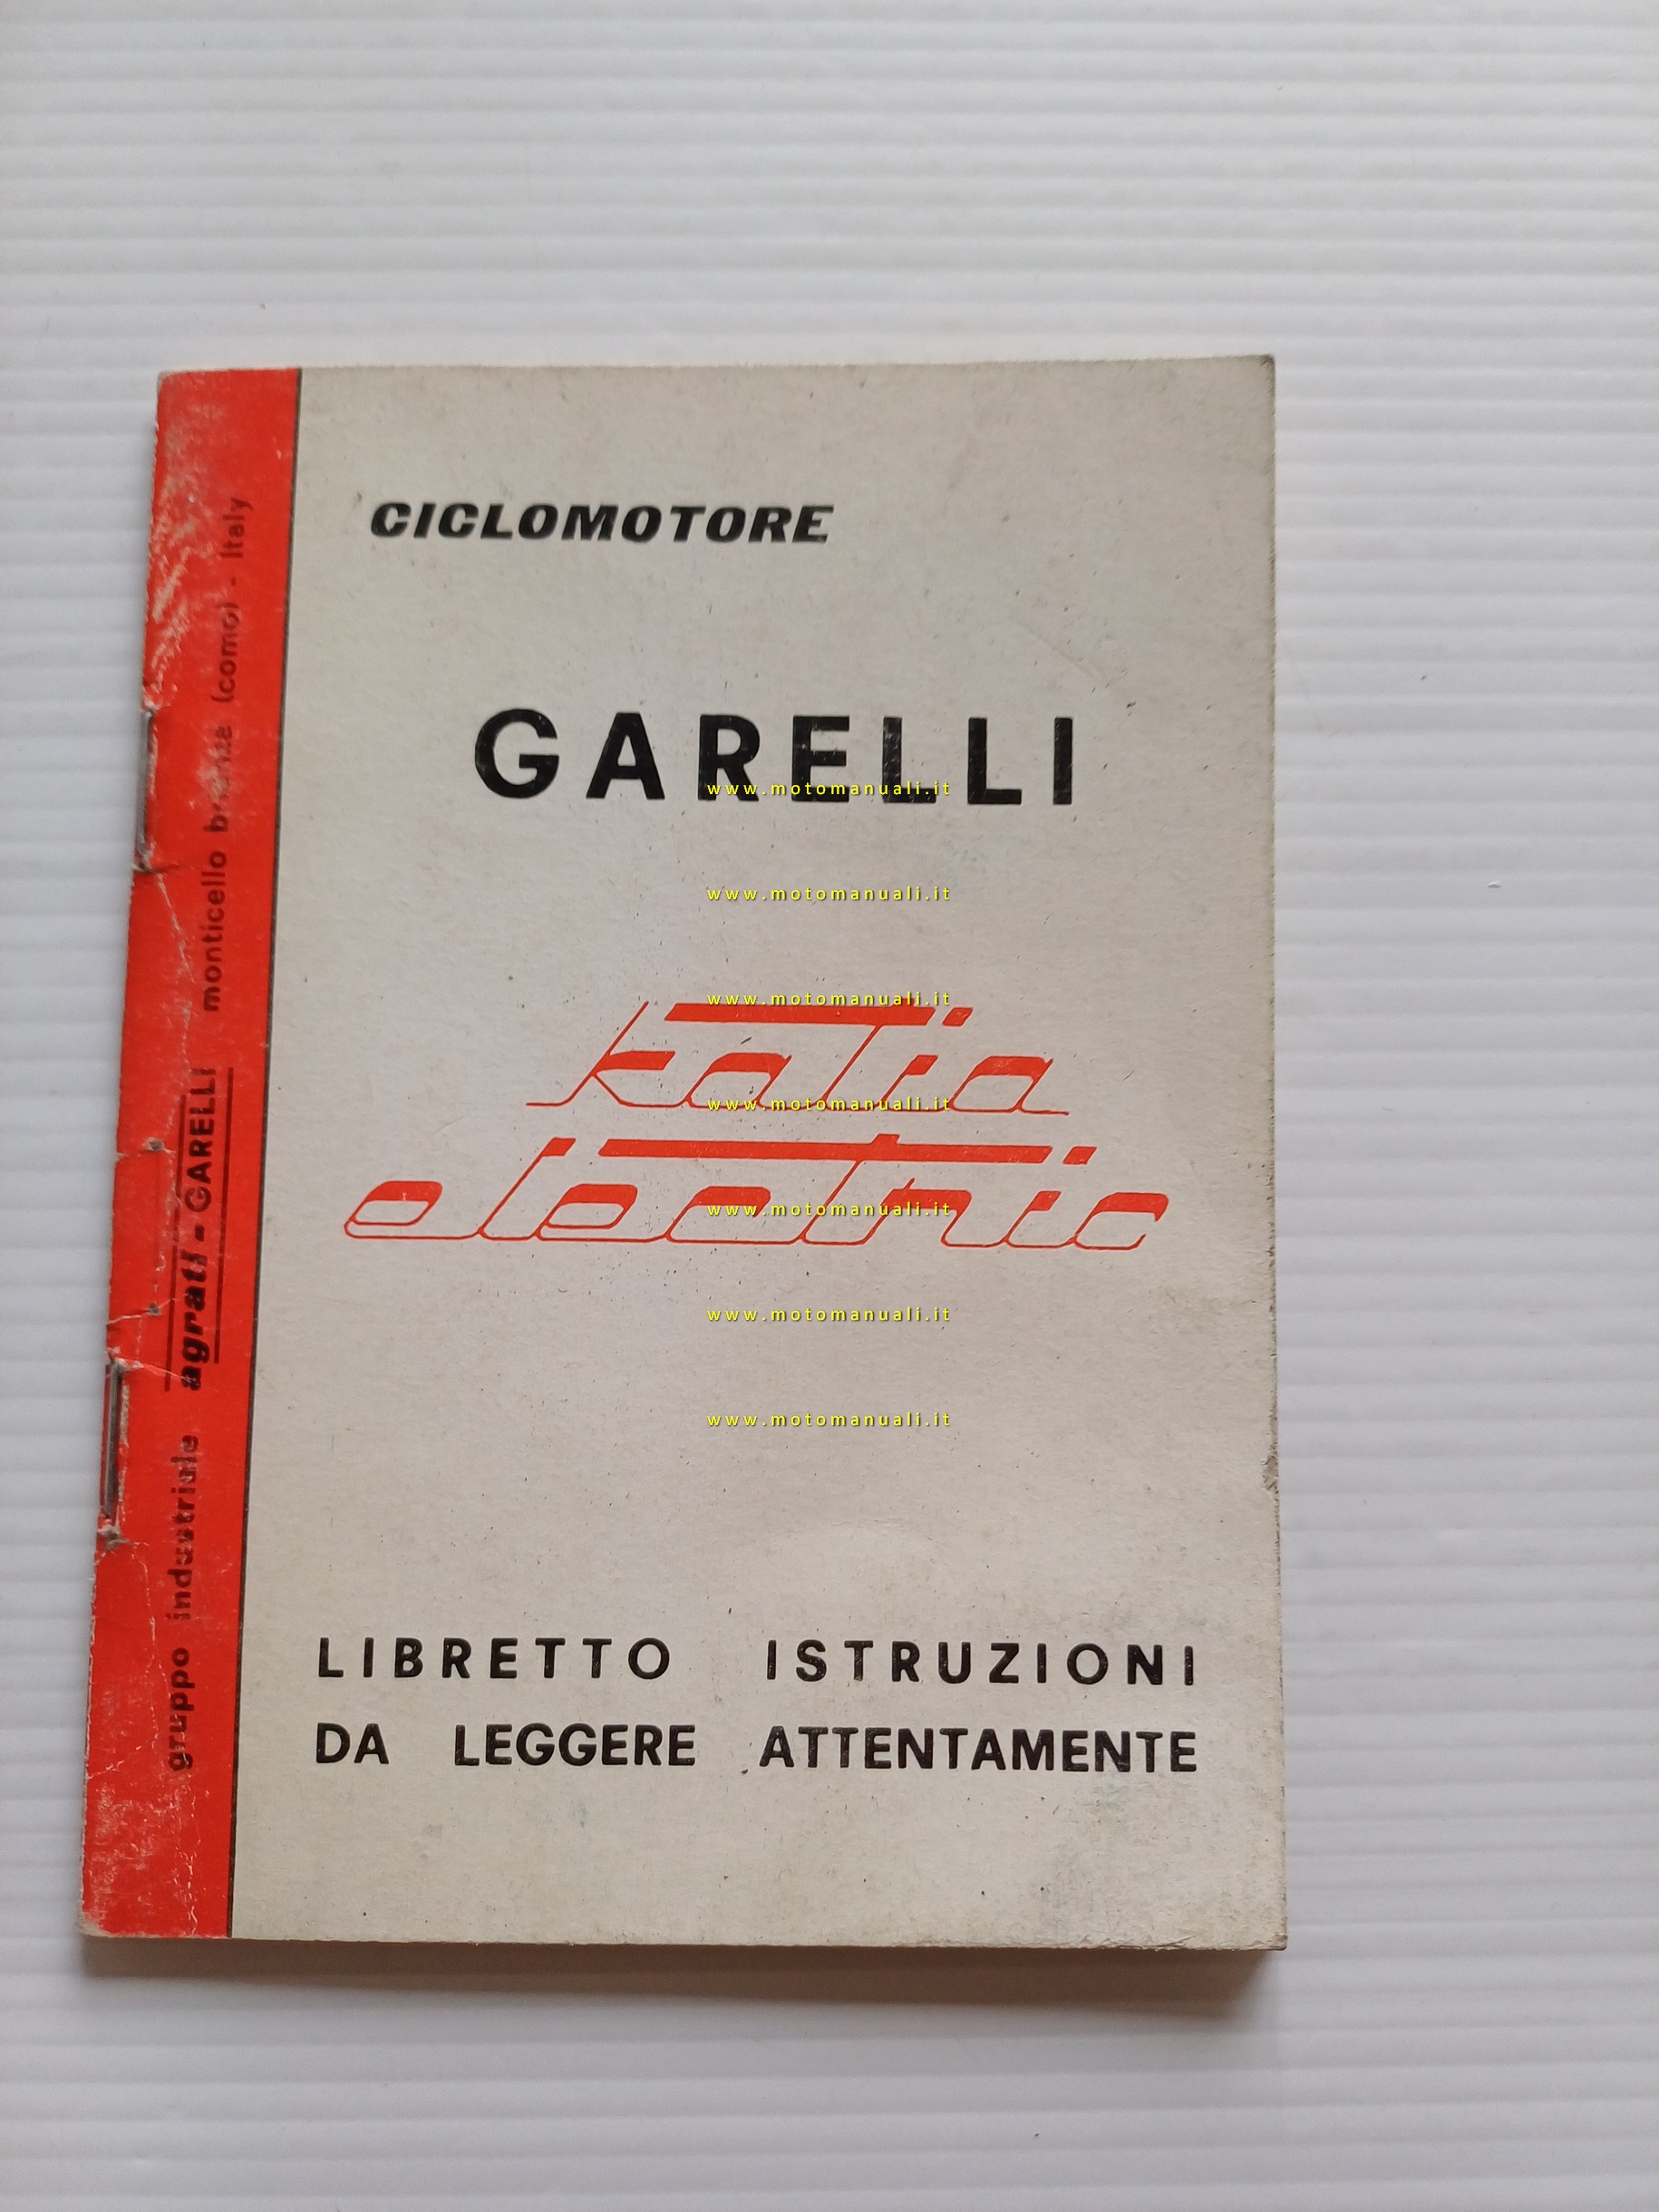 CICLOMOTORE
GARELLI
katia
electric
LIBRETTO ISTRUZIONI
DA LEGGERE ATTENTAMENTE
gruppo industriale agrati - GARELLI monticello brianza (como) - Italy
www.motomanuali.it
www.motomanuali.it
www.motomanuali.it
www.motomanuali.it
www.motomanuali.it
www.motomanuali.it
www.motomanuali.it